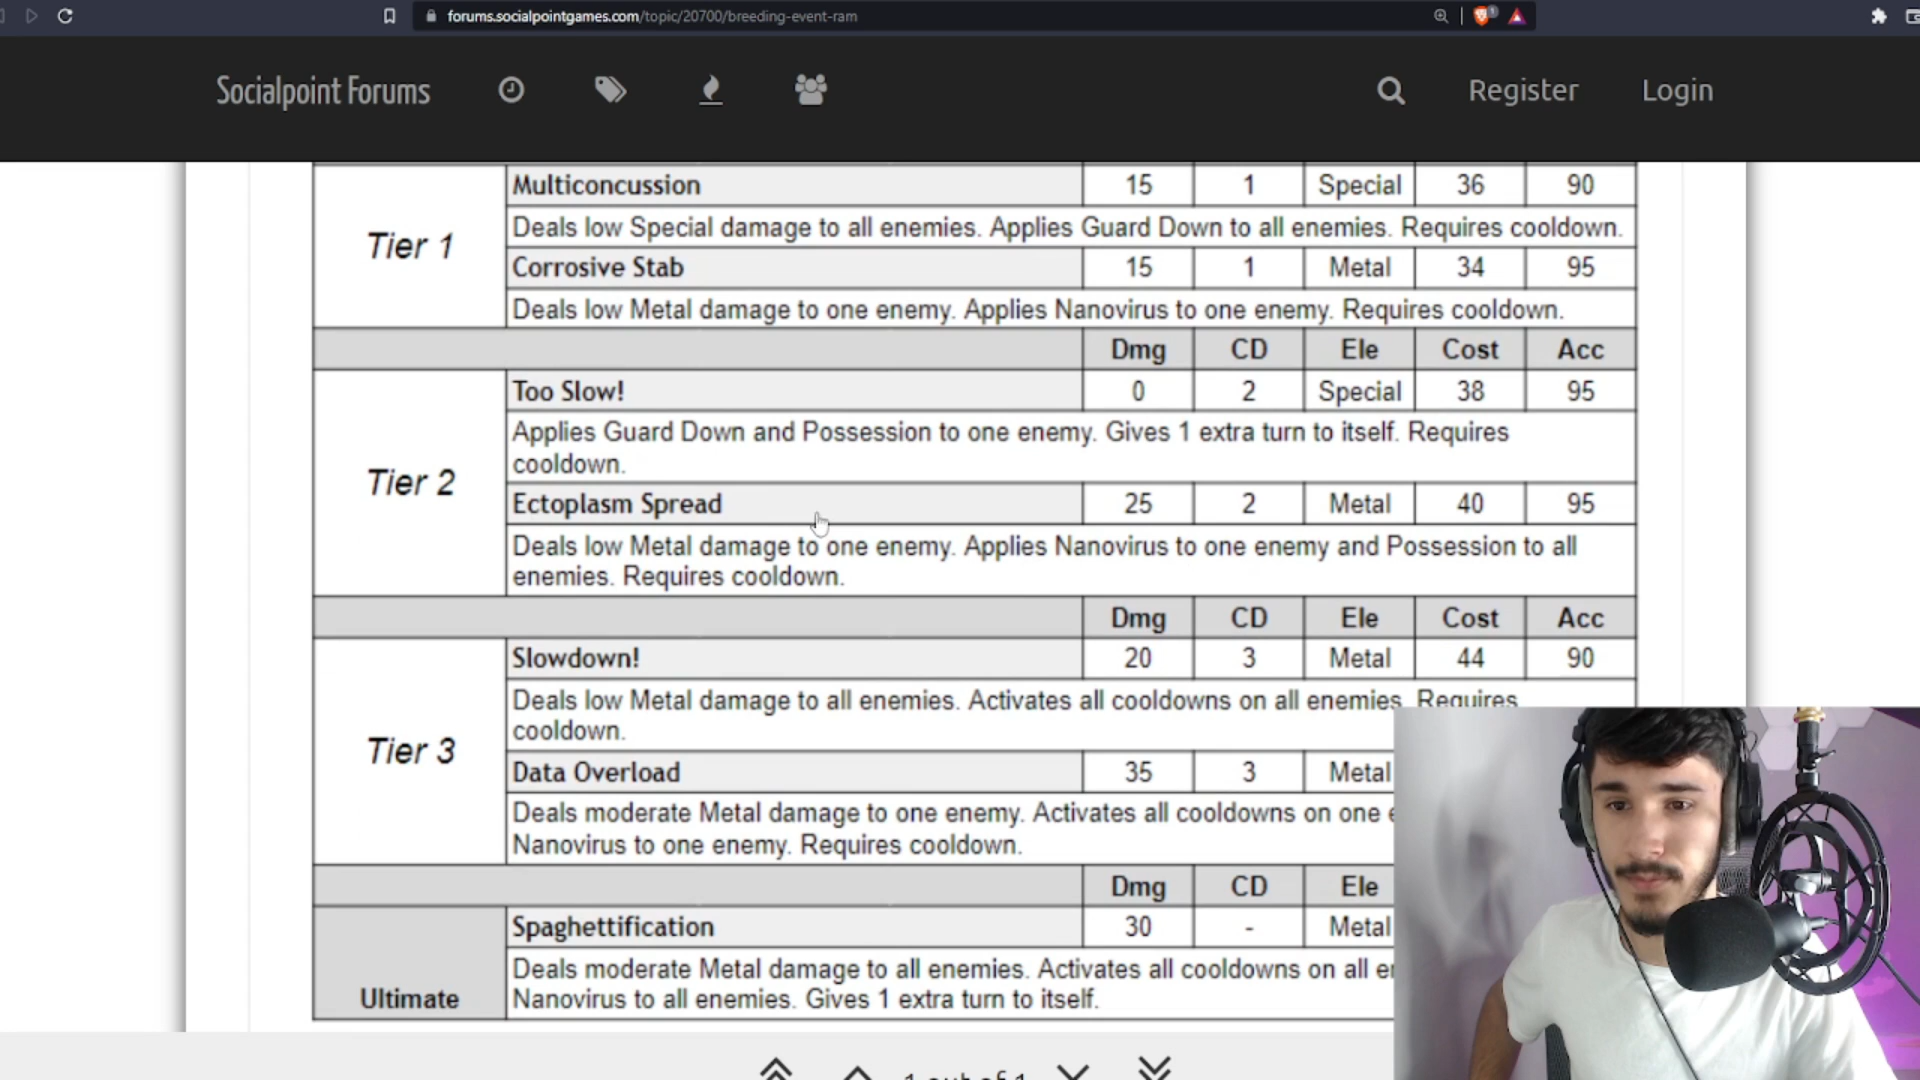 forums.socialpointgames.com/topic/20700/breeding-event-ram
Socialpoint Forums Register Login
Tier 1
Multiconcussion 15 1 Special 36 90
Deals low Special damage to all enemies. Applies Guard Down to all enemies. Requires cooldown.
Corrosive Stab 15 1 Metal 34 95
Deals low Metal damage to one enemy. Applies Nanovirus to one enemy. Requires cooldown.
Dmg CD Ele Cost Acc
Tier 2
Too Slow! 0 2 Special 38 95
Applies Guard Down and Possession to one enemy. Gives 1 extra turn to itself. Requires
cooldown.
Ectoplasm Spread 25 2 Metal 40 95
Deals low Metal damage to one enemy. Applies Nanovirus to one enemy and Possession to all
enemies. Requires cooldown.
Dmg CD Ele Cost Acc
Tier 3
Slowdown! 20 3 Metal 44 90
Deals low Metal damage to all enemies. Activates all cooldowns on all enemies. Requires
cooldown.
Data Overload 35 3 Metal
Deals moderate Metal damage to one enemy. Activates all cooldowns on one
Nanovirus to one enemy. Requires cooldown.
Dmg CD Ele
Ultimate
Spaghettification 30 - Metal
Deals moderate Metal damage to all enemies. Activates all cooldowns on all
Nanovirus to all enemies. Gives 1 extra turn to itself.
1 out of 1